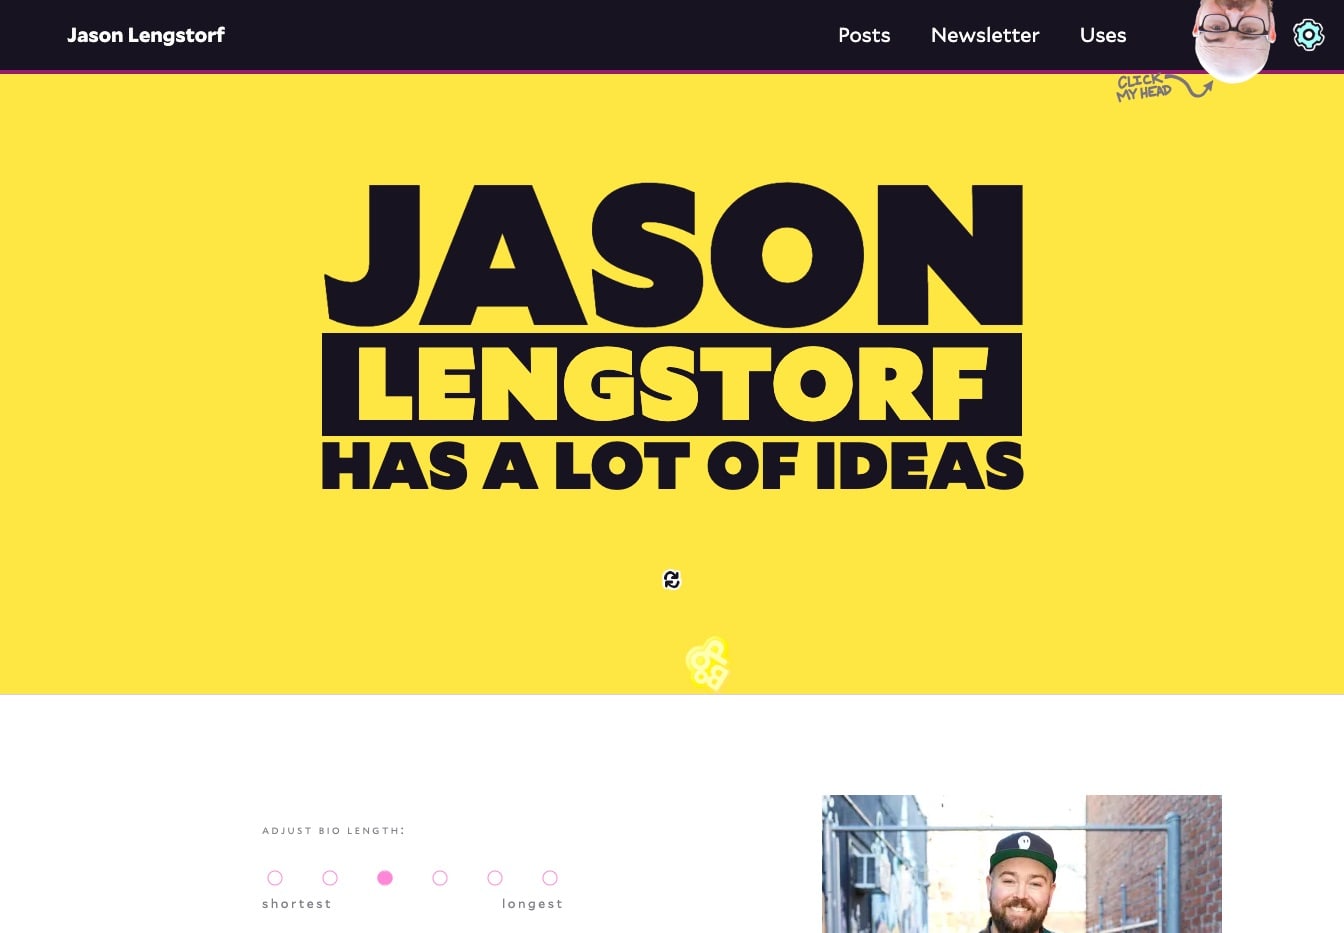 Jason Lengstorf
Posts
Newsletter
Uses
CLICK
MY HEAD
JASON
LENGSTORF
HAS A LOT OF IDEAS
ADJUST BIO LENGTH:
shortest
longest